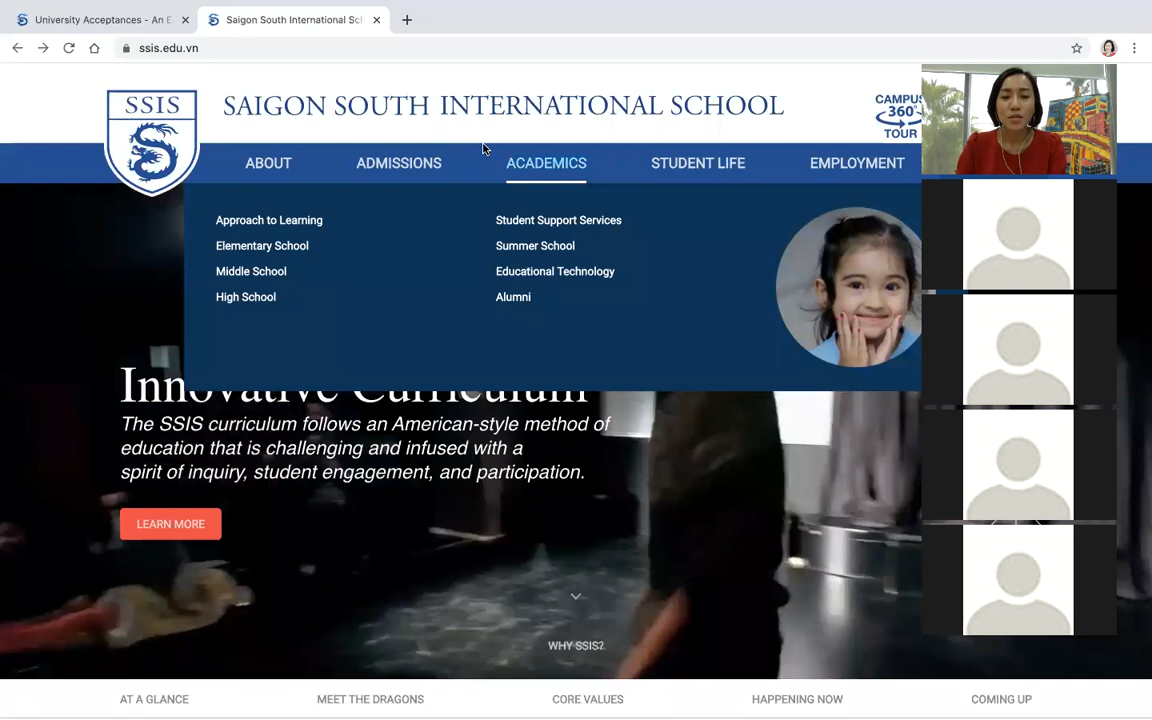 University Acceptances - An E
Saigon South International Sch
ssis.edu.vn
SSIS
SAIGON SOUTH INTERNATIONAL SCHOOL
CAMPUS
360°
TOUR
ABOUT
ADMISSIONS
ACADEMICS
STUDENT LIFE
EMPLOYMENT
Approach to Learning
Elementary School
Middle School
High School
Student Support Services
Summer School
Educational Technology
Alumni
Innovative Curriculum
The SSIS curriculum follows an American-style method of
education that is challenging and infused with a
spirit of inquiry, student engagement, and participation.
LEARN MORE
WHY SSIS?
AT A GLANCE
MEET THE DRAGONS
CORE VALUES
HAPPENING NOW
COMING UP